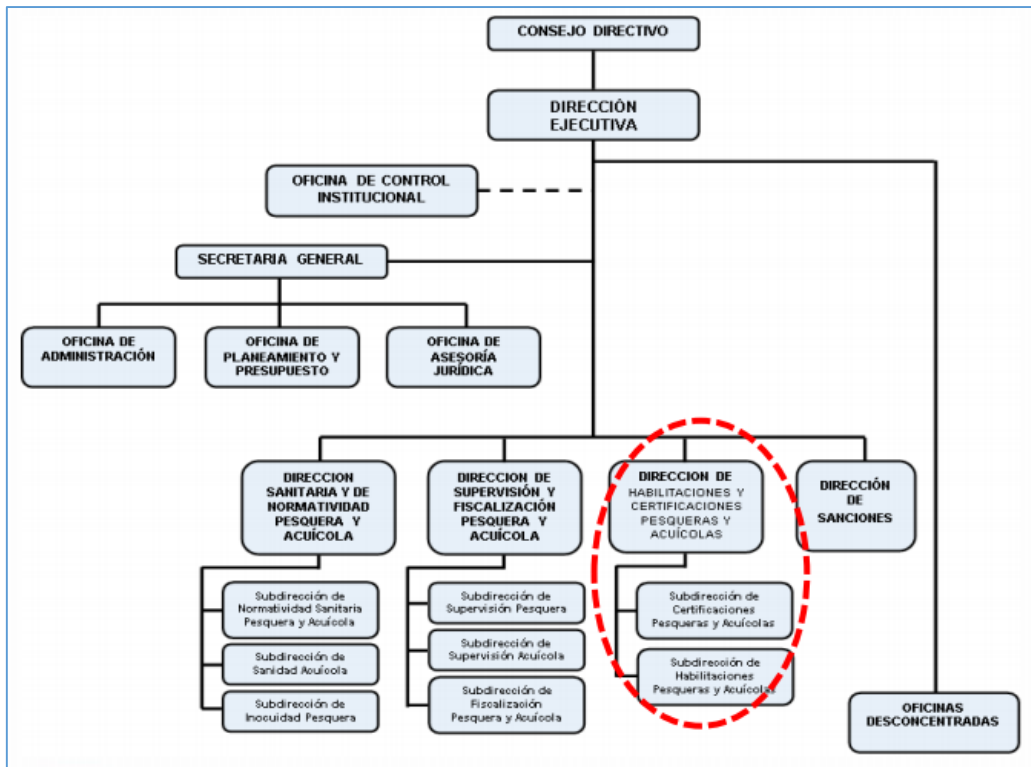 CONSEJO DIRECTIVO
DIRECCIÓN
EJECUTIVA
OFICINA DE CONTROL
INSTITUCIONAL
SECRETARIA GENERAL
OFICINA DE
ADMINISTRACIÓN
OFICINA DE
PLANEAMIENTO Y
PRESUPUESTO
OFICINA DE
ASESORÍA
JURÍDICA
DIRECCION
SANITARIA Y DE
NORMATIVIDAD
PESQUERA Y
ACUÍCOLA
Subdirección de
Normatividad Sanitaria
Pesquera y Acuícola
Subdirección de
Sanidad Acuícola
Subdirección de
Inocuidad Pesquera
DIRECCION DE
SUPERVISIÓN Y
FISCALIZACIÓN
PESQUERA Y
ACUÍCOLA
Subdirección de
Supervisión Pesquera
Subdirección de
Supervisión Acuícola
Subdirección de
Fiscalización
Pesquera y Acuícola
DIRECCION DE
HABILITACIONES Y
CERTIFICACIONES
PESQUERAS Y
ACUÍCOLAS
Subdirección de
Certificaciones
Pesqueras y Acuícolas
Subdirección de
Habilitaciones
Pesqueras y Acuícolas
DIRECCIÓN
DE
SANCIONES
OFICINAS
DESCONCENTRADAS